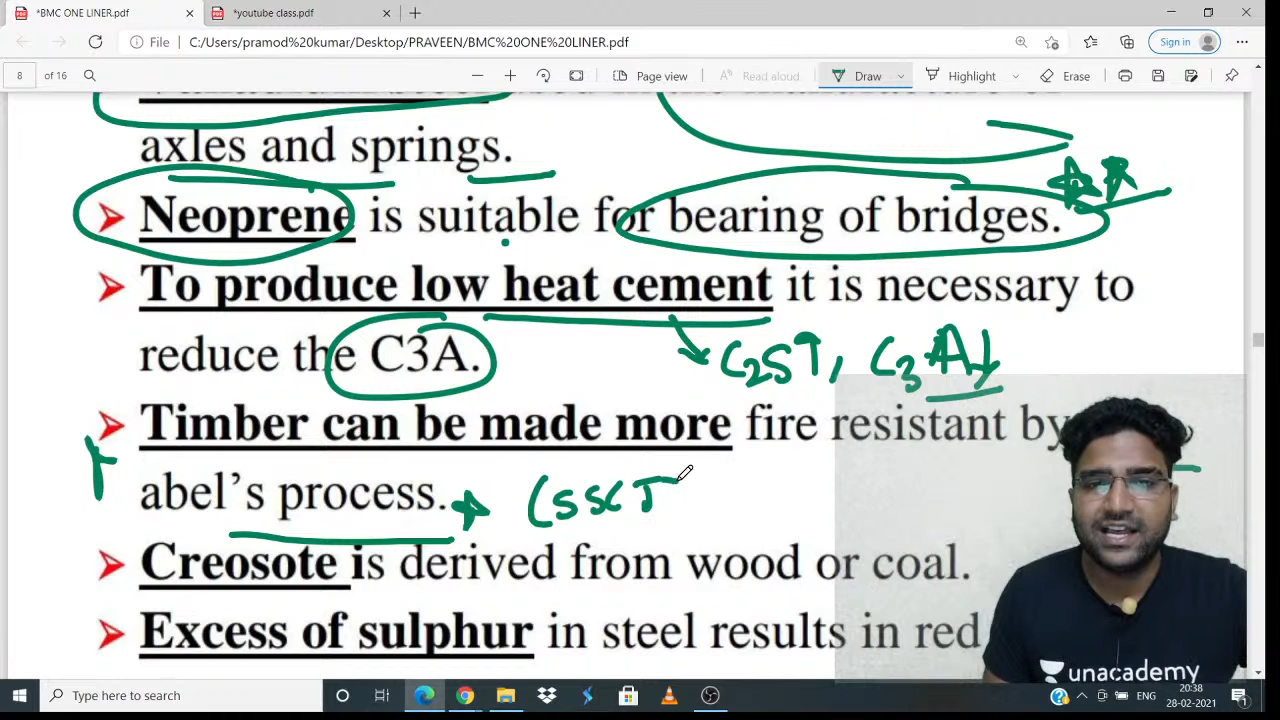 *BMC ONE LINER.pdf
*youtube class.pdf
File C:/Users/pramod%20kumar/Desktop/PRAVEEN/BMC%20ONE%20LINER.pdf
Sign in
8 of 16
Page view
Read aloud
Draw
Highlight
Erase
axles and springs.
➤ Neoprene is suitable for bearing of bridges.
➤ To produce low heat cement it is necessary to
reduce the C3A.
C2S↑, C3A↓
➤ Timber can be made more fire resistant by
abel's process.
(SSC J
➤ Creosote is derived from wood or coal.
➤ Excess of sulphur in steel results in red
unacademy
Type here to search
ENG
20:38
28-02-2021
1